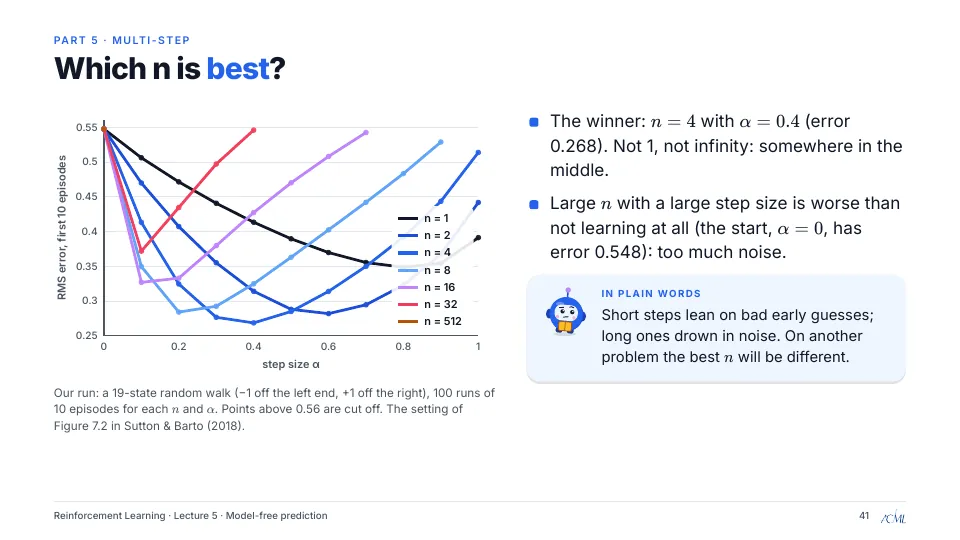 PART 5 · MULTI-STEP
Which n is best?
RMS error, first 10 episodes
0.55
0.5
0.45
0.4
0.35
0.3
0.25
0
0.2
0.4
0.6
0.8
1
step size α
n = 1
n = 2
n = 4
n = 8
n = 16
n = 32
n = 512
Our run: a 19-state random walk (−1 off the left end, +1 off the right), 100 runs of
10 episodes for each n and α. Points above 0.56 are cut off. The setting of
Figure 7.2 in Sutton & Barto (2018).
The winner: n = 4 with α = 0.4 (error
0.268). Not 1, not infinity: somewhere in the
middle.
Large n with a large step size is worse than
not learning at all (the start, α = 0, has
error 0.548): too much noise.
IN PLAIN WORDS
Short steps lean on bad early guesses;
long ones drown in noise. On another
problem the best n will be different.
Reinforcement Learning · Lecture 5 · Model-free prediction
41
ACML